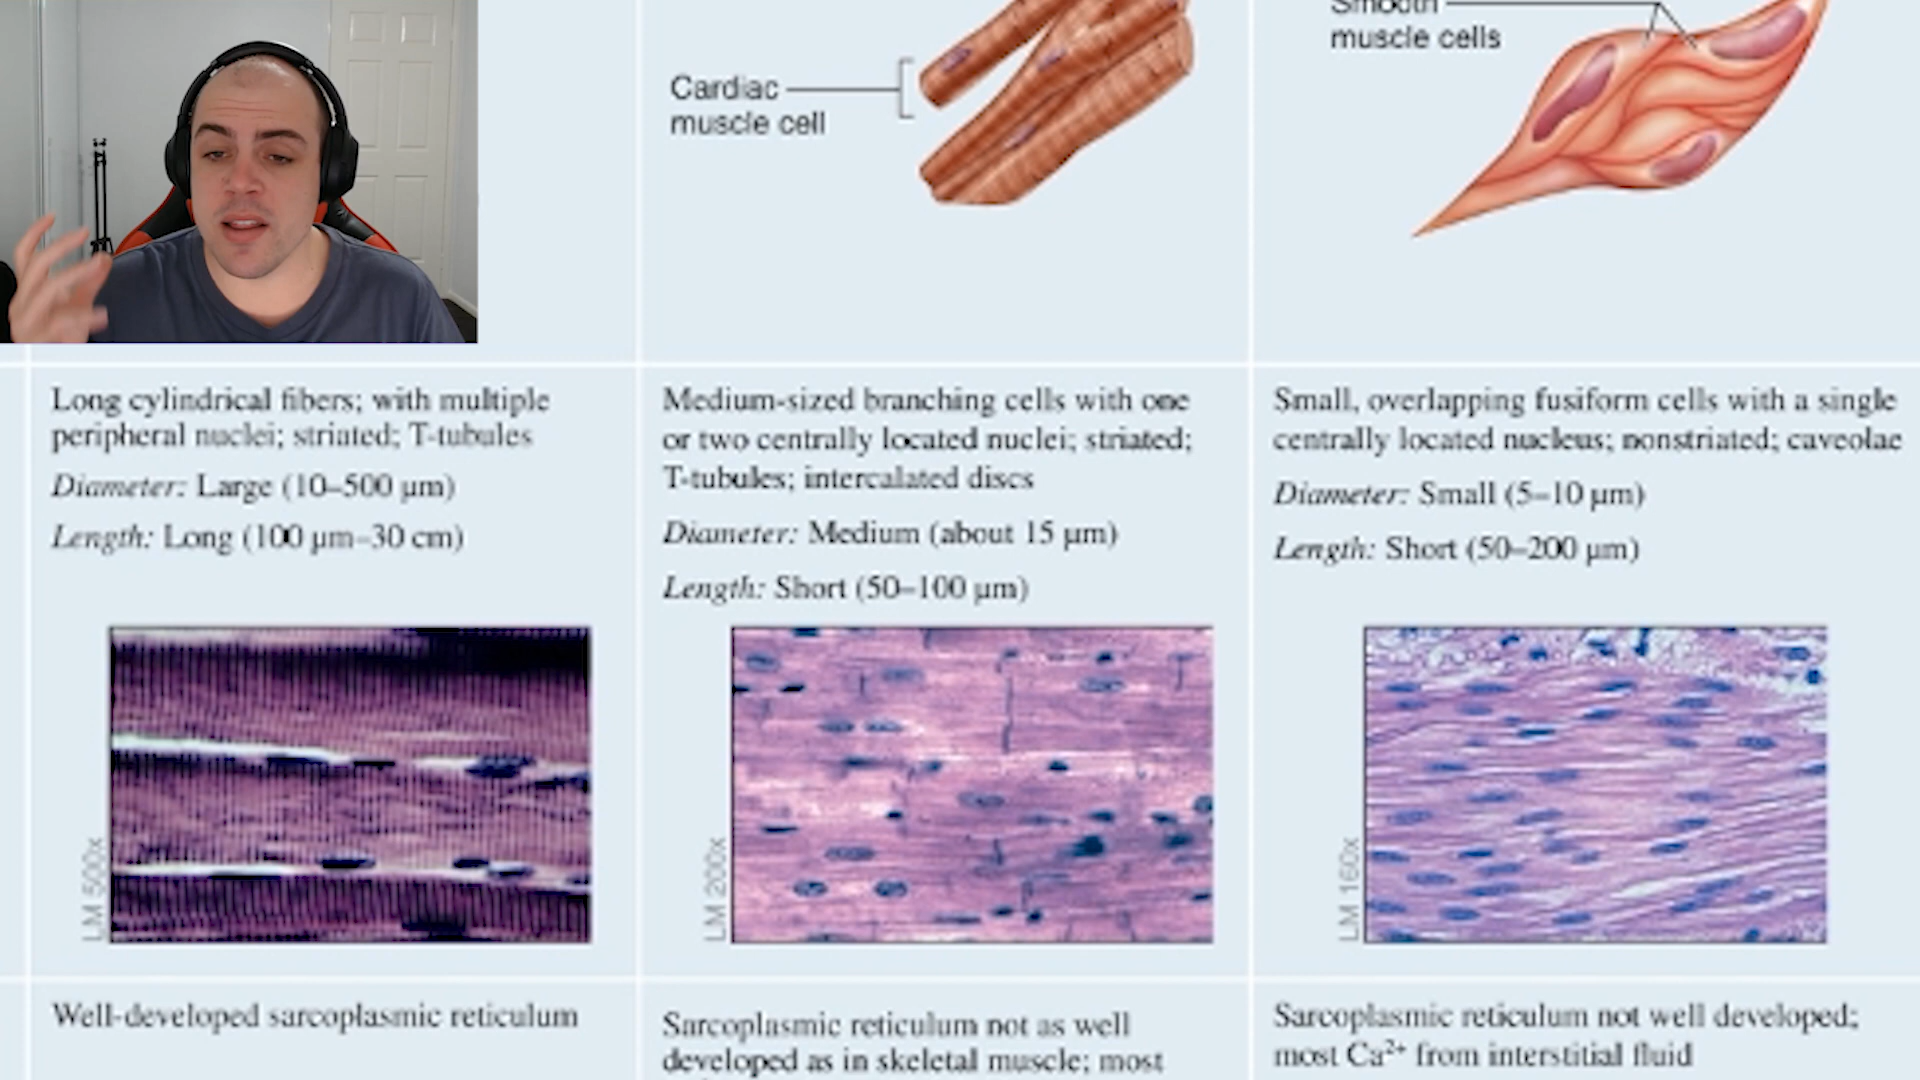 Smooth
muscle cells
Cardiac
muscle cell
Long cylindrical fibers; with multiple
peripheral nuclei; striated; T-tubules
Diameter: Large (10–500 µm)
Length: Long (100 µm–30 cm)
LM 500x
Medium-sized branching cells with one
or two centrally located nuclei; striated;
T-tubules; intercalated discs
Diameter: Medium (about 15 µm)
Length: Short (50–100 µm)
LM 200x
Small, overlapping fusiform cells with a single
centrally located nucleus; nonstriated; caveolae
Diameter: Small (5–10 µm)
Length: Short (50–200 µm)
LM 160x
Well-developed sarcoplasmic reticulum
Sarcoplasmic reticulum not as well
developed as in skeletal muscle; most
Sarcoplasmic reticulum not well developed;
most Ca²⁺ from interstitial fluid